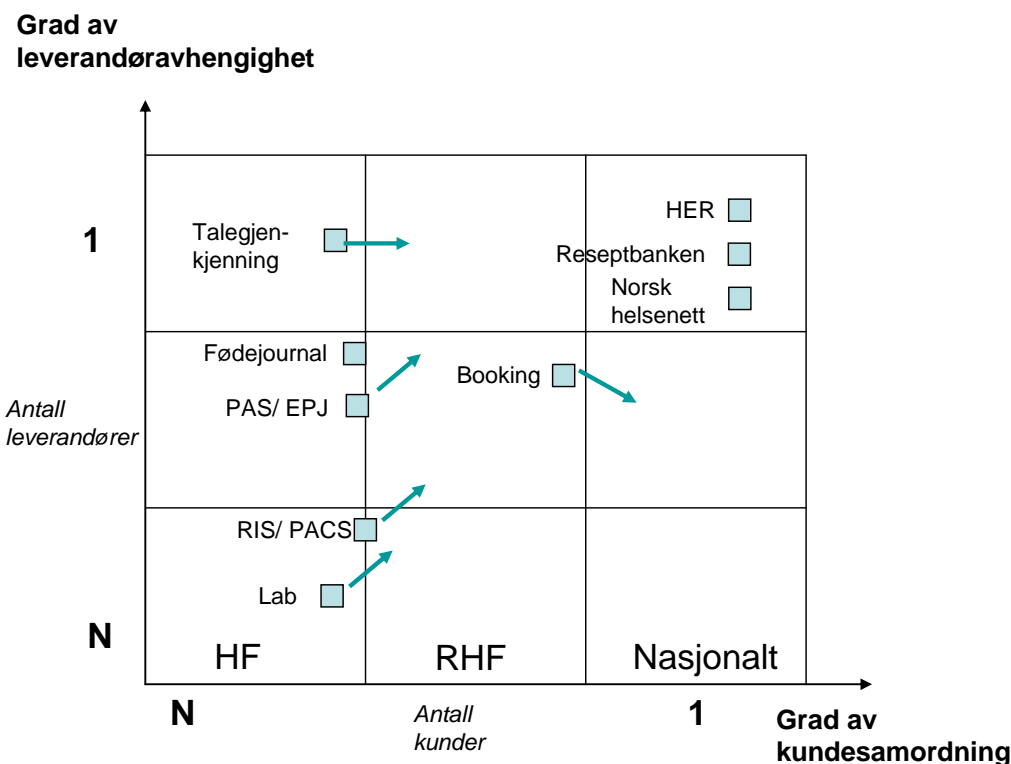 Grad av
leverandøravhengighet
1
Talegjen-
kjenning
HER
Reseptbanken
Norsk
helsenett
Fødejournal
Booking
PAS/ EPJ
Antall
leverandører
RIS/ PACS
Lab
N
HF
RHF
Nasjonalt
N
Antall
kunder
1
Grad av
kundesamordning